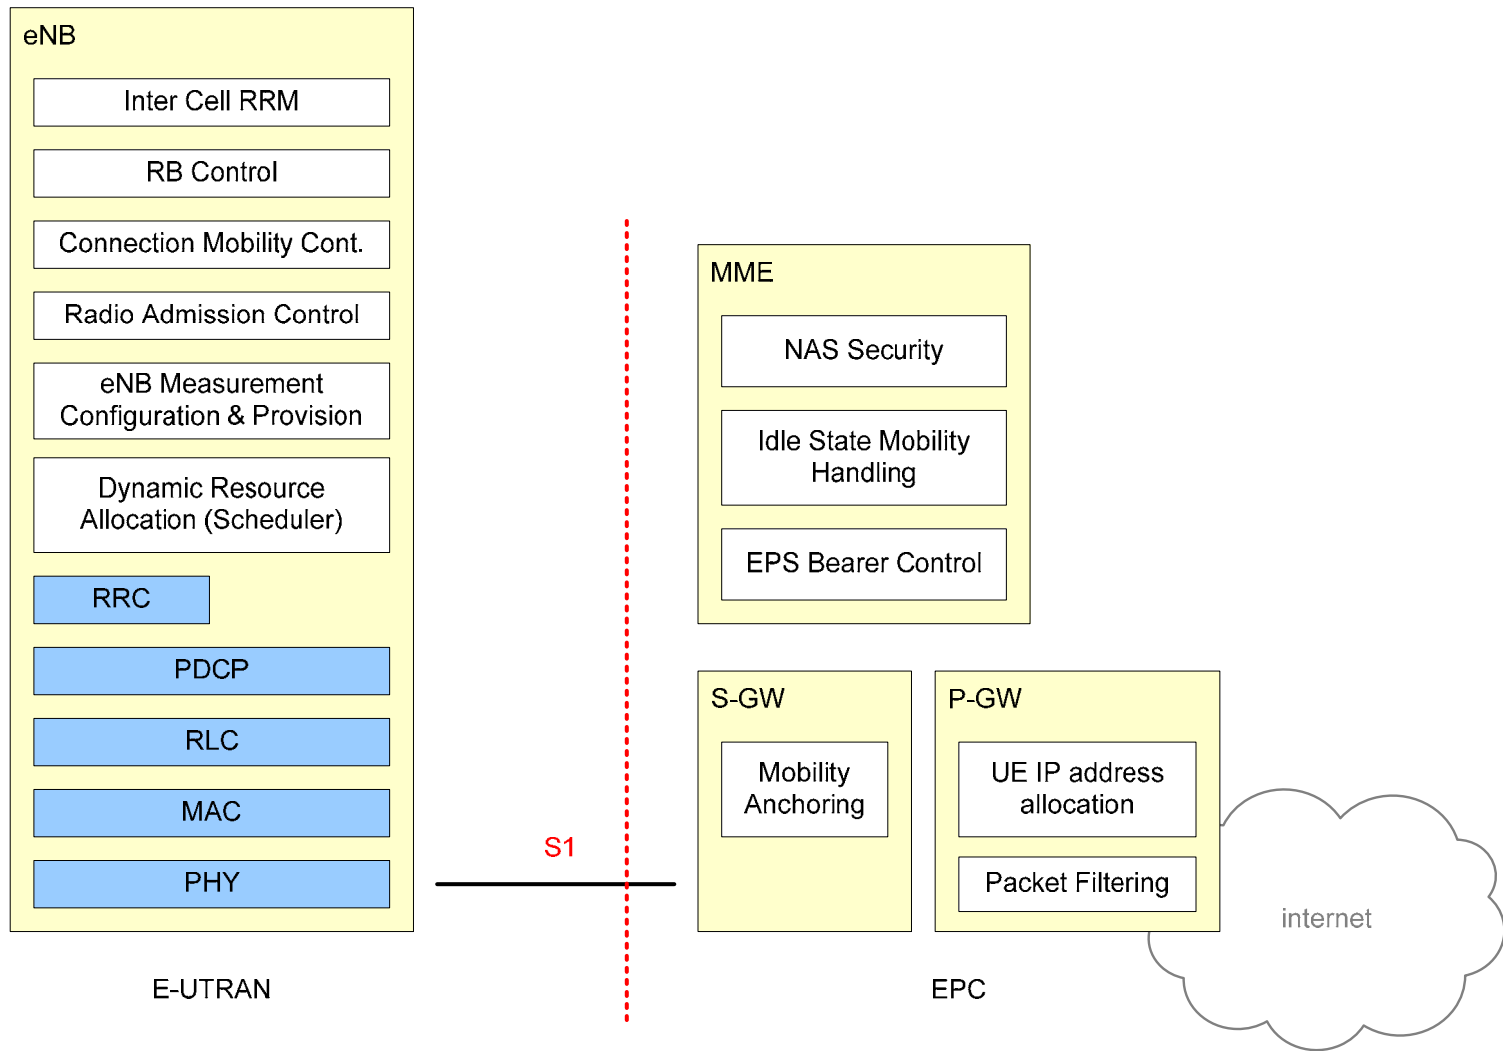 eNB
Inter Cell RRM
RB Control
Connection Mobility Cont.
Radio Admission Control
eNB Measurement
Configuration & Provision
Dynamic Resource
Allocation (Scheduler)
RRC
PDCP
RLC
MAC
PHY
S1
MME
NAS Security
Idle State Mobility
Handling
EPS Bearer Control
S-GW
Mobility
Anchoring
P-GW
UE IP address
allocation
Packet Filtering
internet
E-UTRAN
EPC